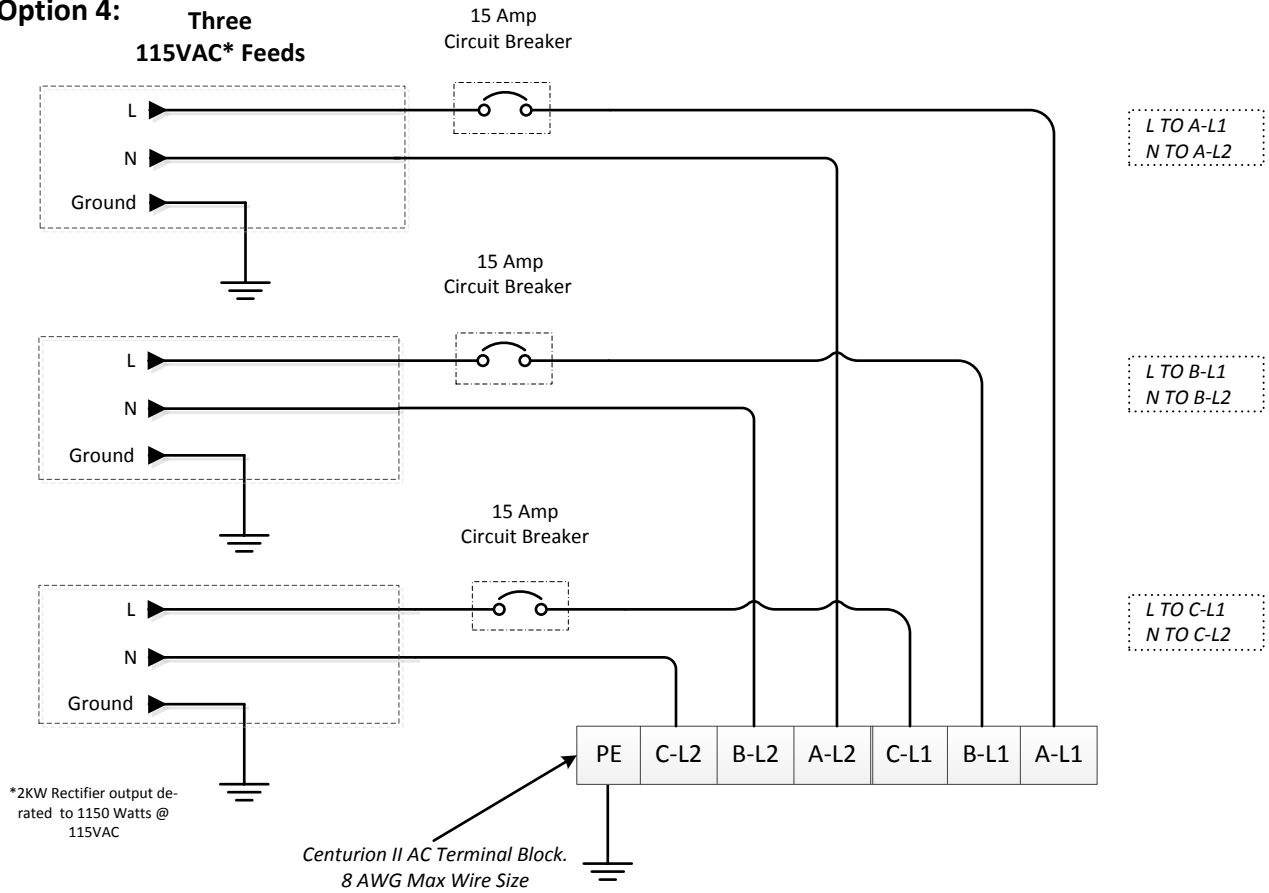 Option 4:
Three
115VAC* Feeds
15 Amp
Circuit Breaker
L
N
Ground
L TO A-L1
N TO A-L2
15 Amp
Circuit Breaker
L
N
Ground
L TO B-L1
N TO B-L2
15 Amp
Circuit Breaker
L
N
Ground
L TO C-L1
N TO C-L2
PE C-L2 B-L2 A-L2 C-L1 B-L1 A-L1
*2KW Rectifier output de-
rated to 1150 Watts @
115VAC
Centurion II AC Terminal Block.
8 AWG Max Wire Size